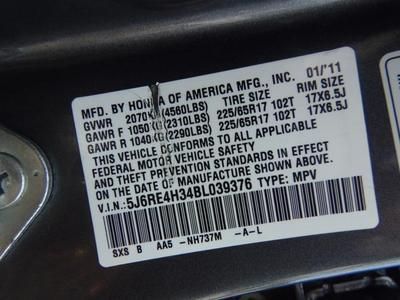 MFD. BY HONDA OF AMERICA MFG., INC. 01/'11
GVWR 2070KG(4560LBS) TIRE SIZE RIM SIZE
GAWR F 1050KG(2310LBS) 225/65R17 102T 17X6.5J
GAWR R 1040KG(2290LBS) 225/65R17 102T 17X6.5J
THIS VEHICLE CONFORMS TO ALL APPLICABLE
FEDERAL MOTOR VEHICLE SAFETY, BUMPER,
AND THEFT PREVENTION STANDARDS IN EFFECT
ON THE DATE OF MANUFACTURE SHOWN ABOVE.
V.I.N.:5J6RE4H34BL039376 TYPE: MPV
SXS B AA5 -NH737M -A-L